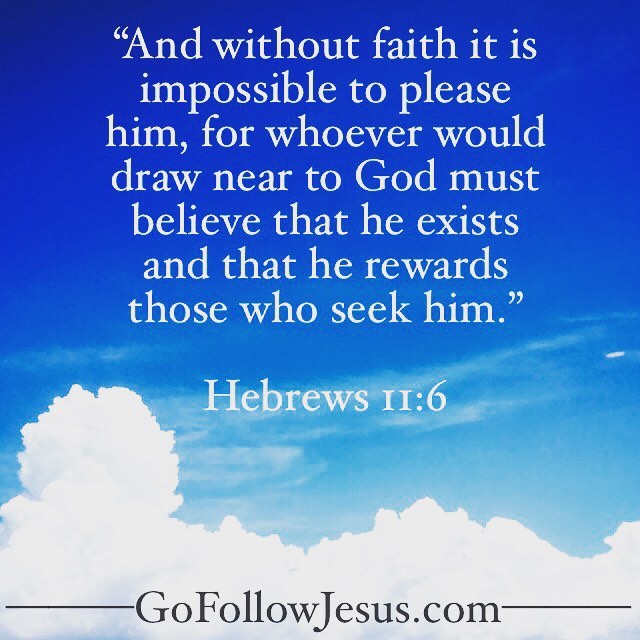 “And without faith it is
impossible to please
him, for whoever would
draw near to God must
believe that he exists
and that he rewards
those who seek him.”
Hebrews 11:6
GoFollowJesus.com